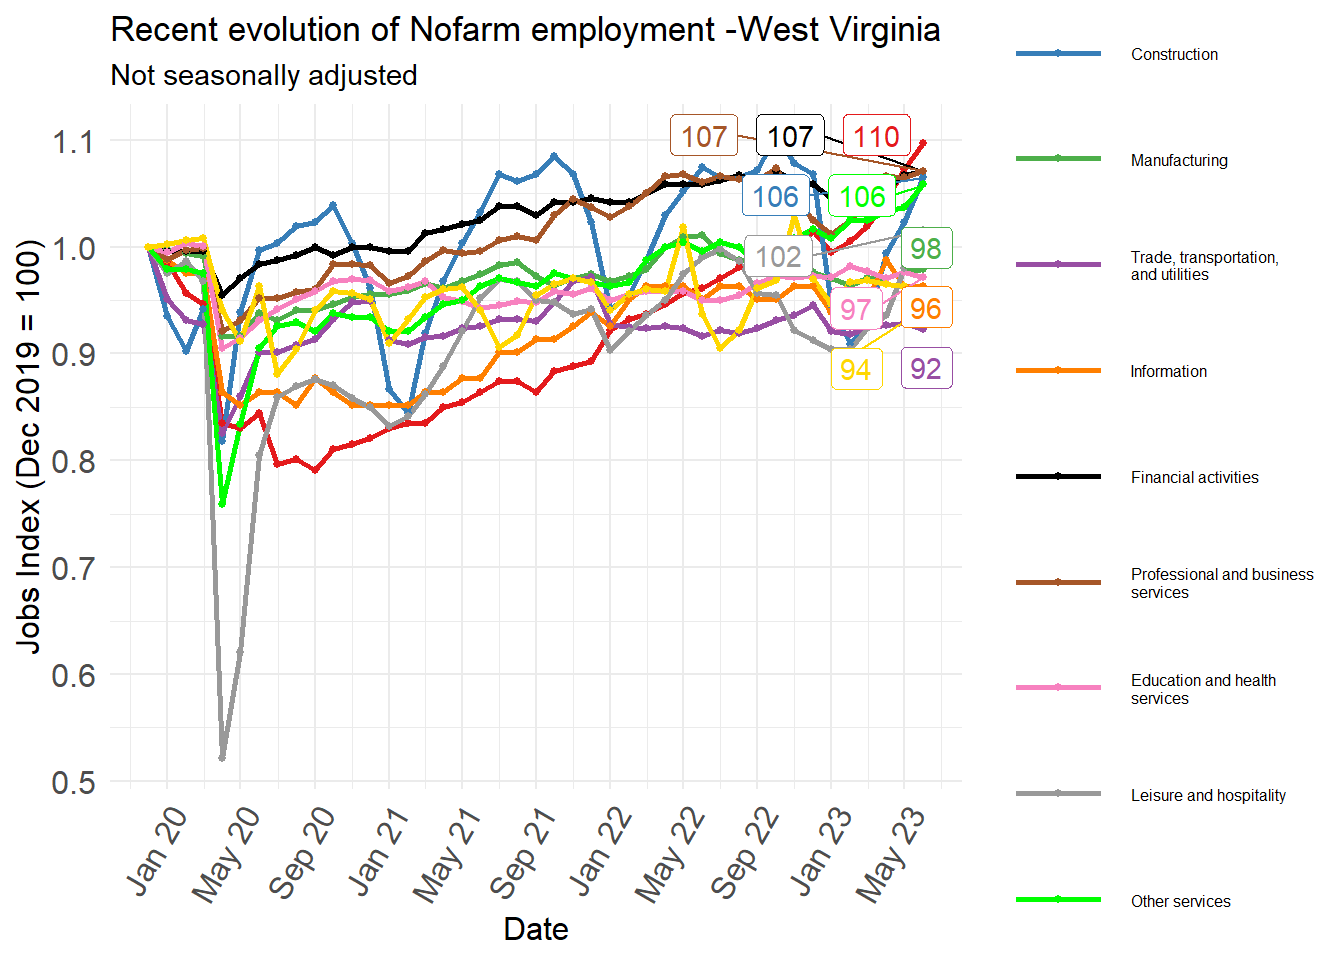 Recent evolution of Nofarm employment -West Virginia
Not seasonally adjusted
Jobs Index (Dec 2019 = 100)
1.1
1.0
0.9
0.8
0.7
0.6
0.5
107
107
110
106
106
102
98
97
96
94
92
Jan 20
May 20
Sep 20
Jan 21
May 21
Sep 21
Jan 22
May 22
Sep 22
Jan 23
May 23
Date
Construction
Manufacturing
Trade, transportation,
and utilities
Information
Financial activities
Professional and business
services
Education and health
services
Leisure and hospitality
Other services